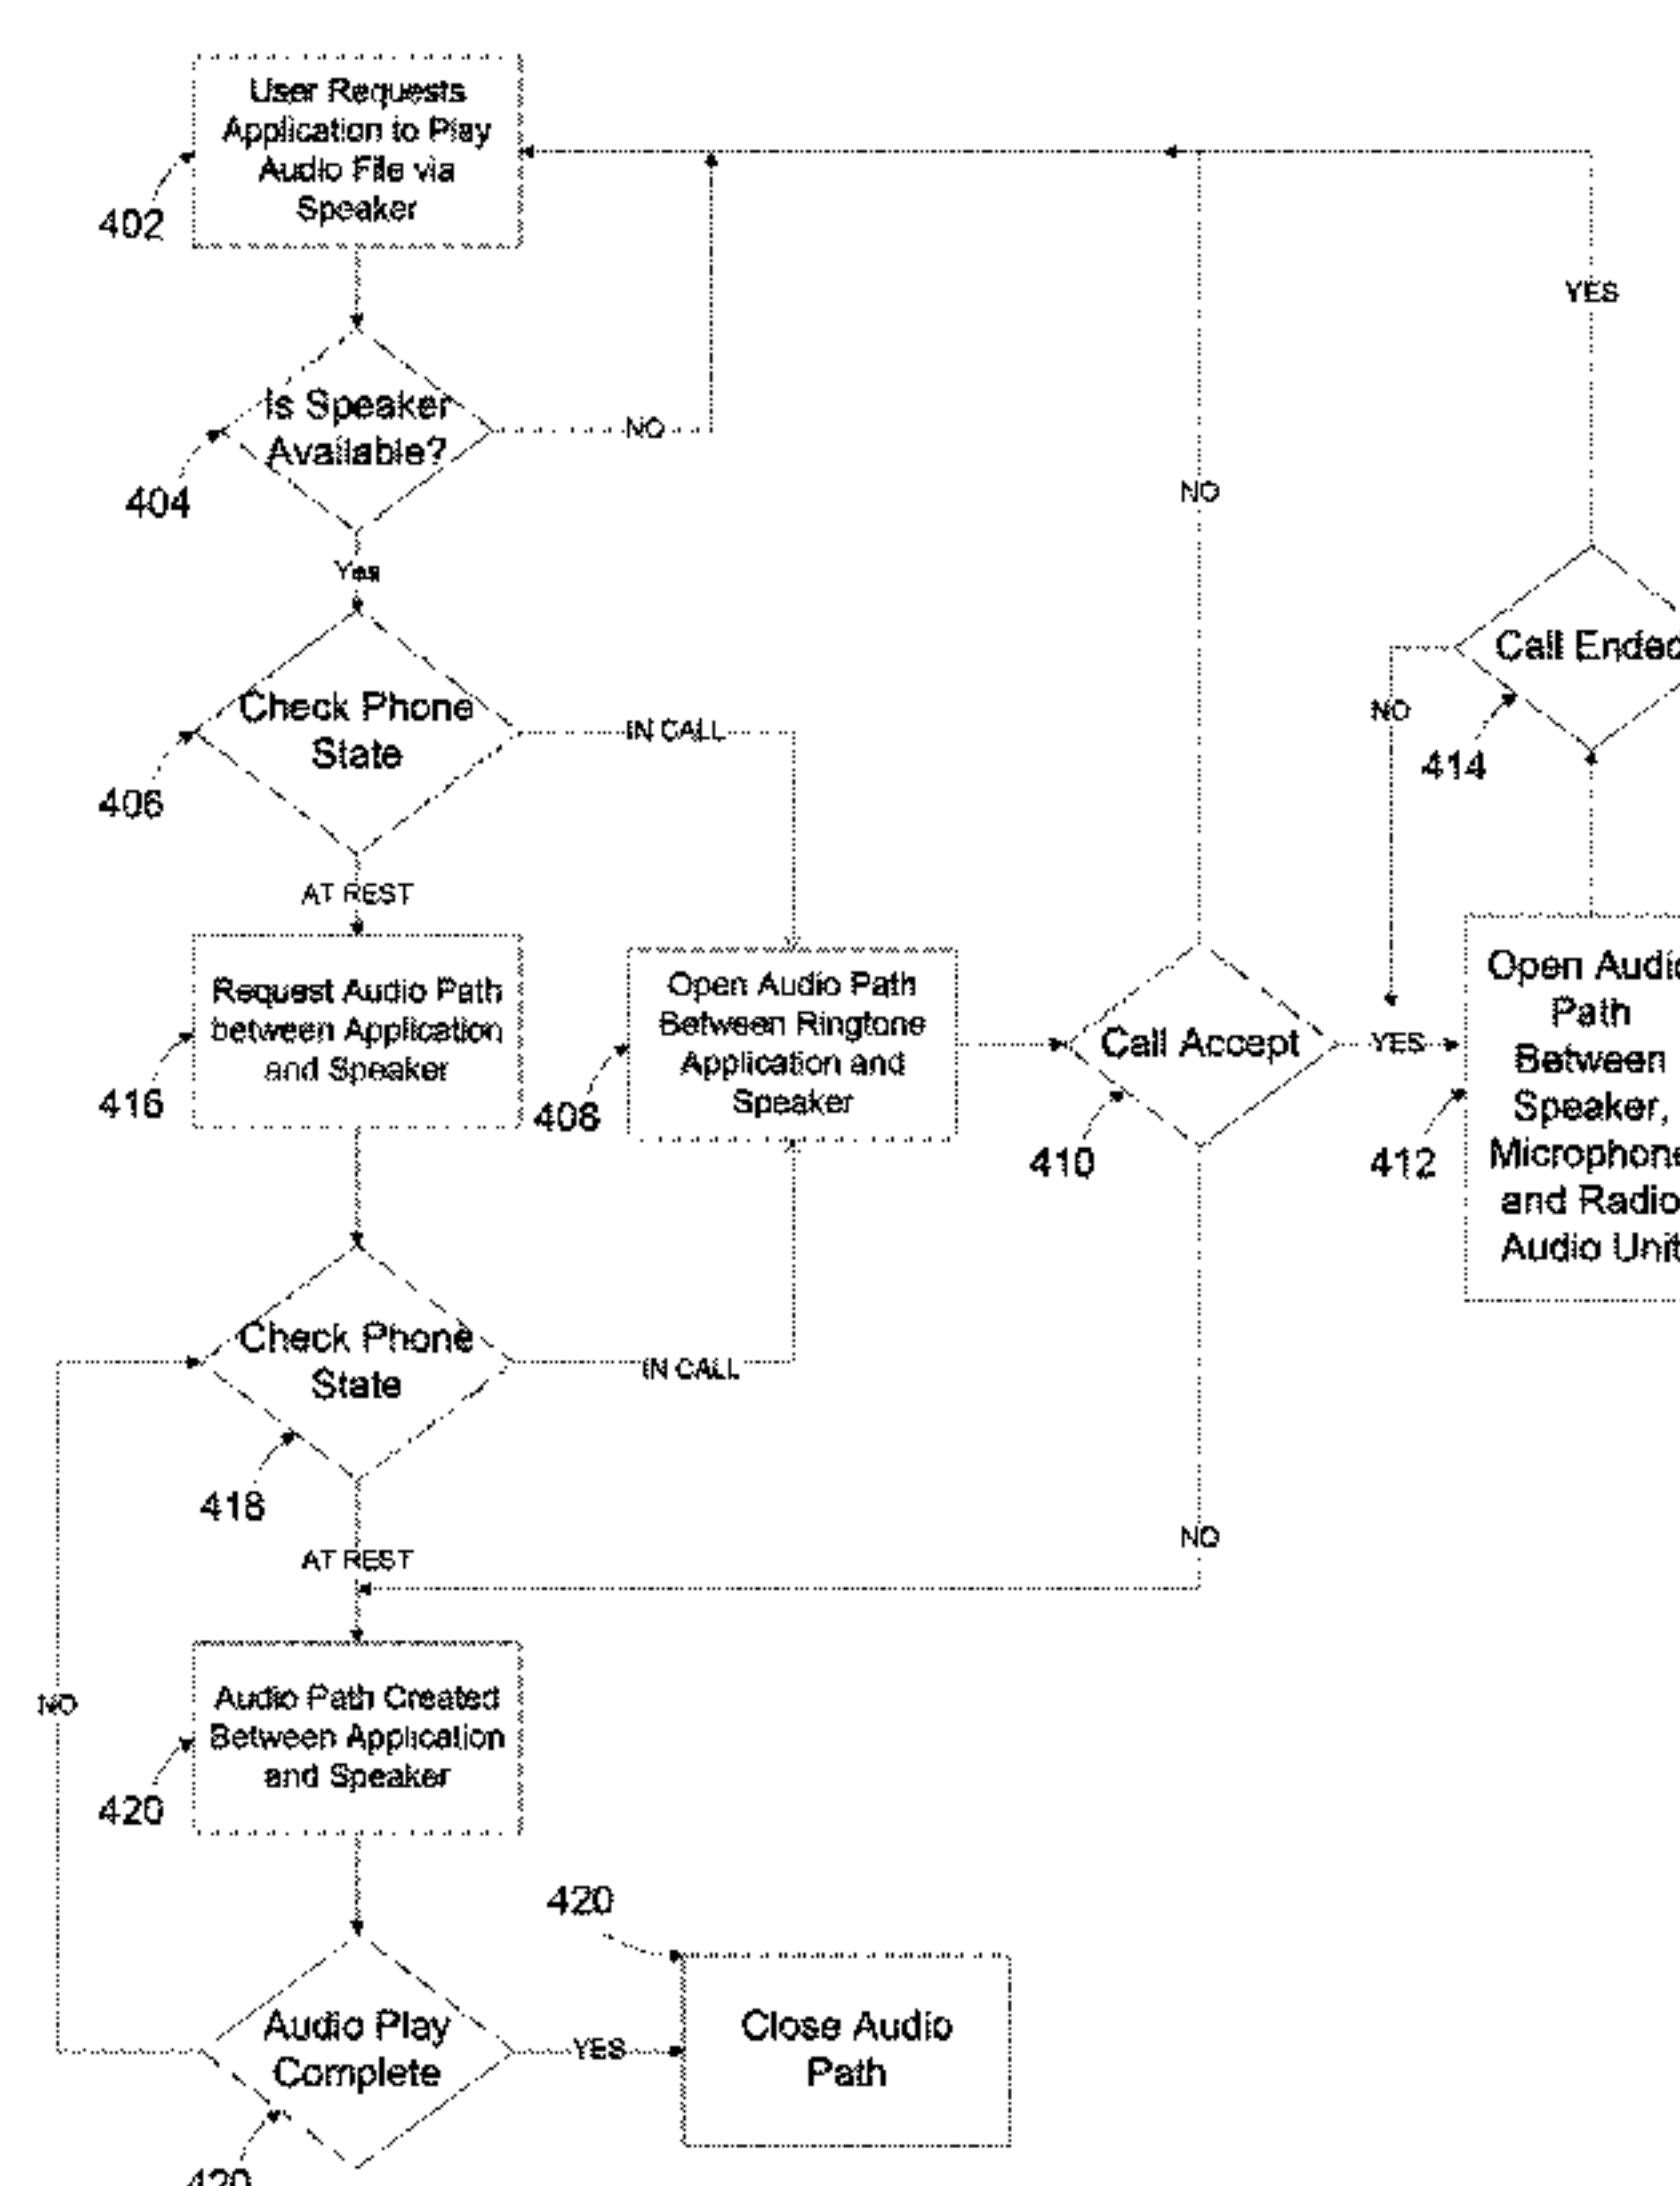 User Requests
Application to Play
Audio File via
Speaker
402
YES
Is Speaker
Available?
NO
404
NO
Yes
Call Ended
Check Phone
State
IN CALL
NO
414
406
AT REST
Request Audio Path
between Application
and Speaker
416
Open Audio Path
Between Ringtone
Application and
Speaker
408
Call Accept
YES
410
412
Open Audio
Path
Between
Speaker,
Microphone
and Radio
Audio Unit
Check Phone
State
IN CALL
418
NO
AT REST
NO
Audio Path Created
Between Application
and Speaker
420
420
Audio Play
Complete
YES
Close Audio
Path
420